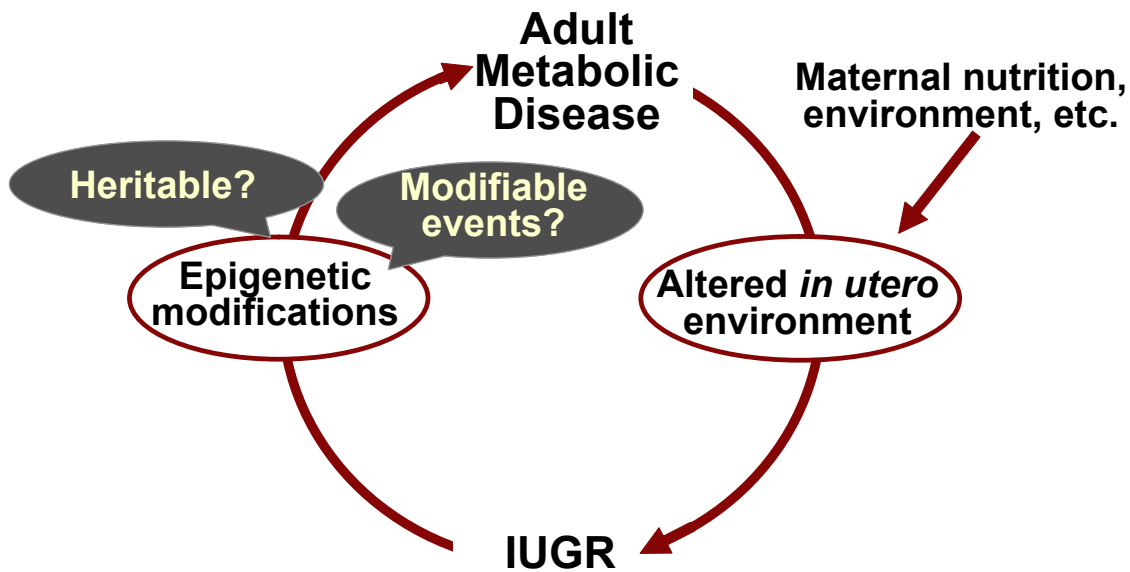 Adult
Metabolic
Disease
Maternal nutrition,
environment, etc.
Heritable?
Modifiable
events?
Epigenetic
modifications
Altered in utero
environment
IUGR